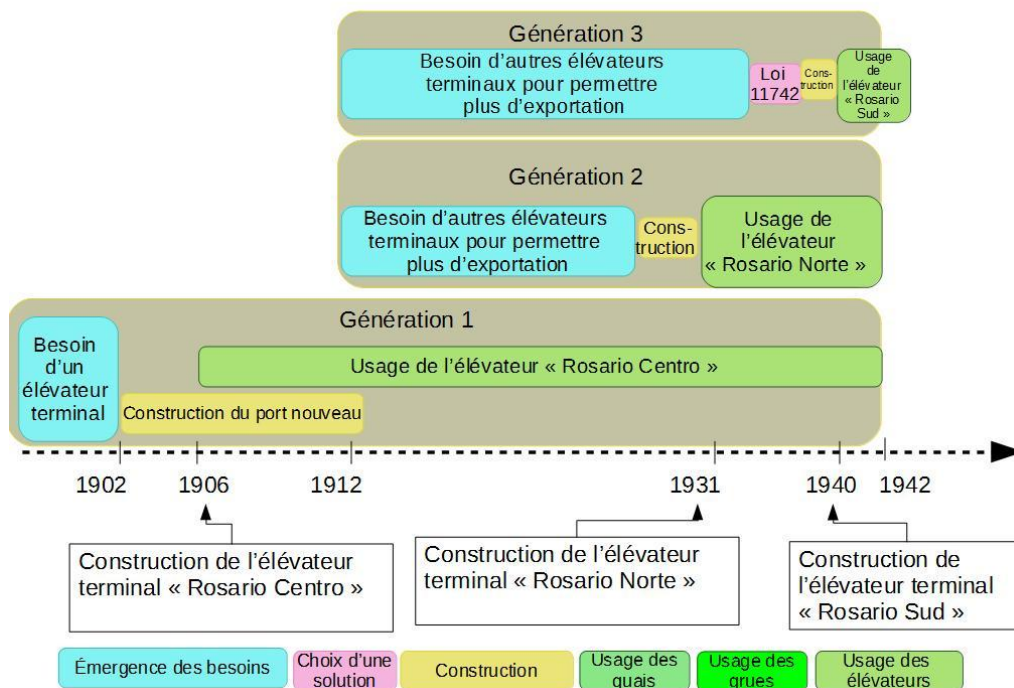 Génération 3
Besoin d'autres élévateurs
terminaux pour permettre
plus d'exportation
Loi
11742
Cons-
truction
Usage
de
l'élévateur
« Rosario
Sud »
Génération 2
Besoin d'autres élévateurs
terminaux pour permettre
plus d'exportation
Cons-
truction
Usage de
l'élévateur
« Rosario Norte »
Génération 1
Besoin
d'un
élévateur
terminal
Usage de l'élévateur « Rosario Centro »
Construction du port nouveau
1902 1906 1912 1931 1940 1942
Construction de l'élévateur
terminal « Rosario Centro »
Construction de l'élévateur
terminal « Rosario Norte »
Construction de
l'élévateur terminal
« Rosario Sud »
Émergence des besoins
Choix d'une
solution
Construction
Usage des
quais
Usage des
grues
Usage des
élévateurs